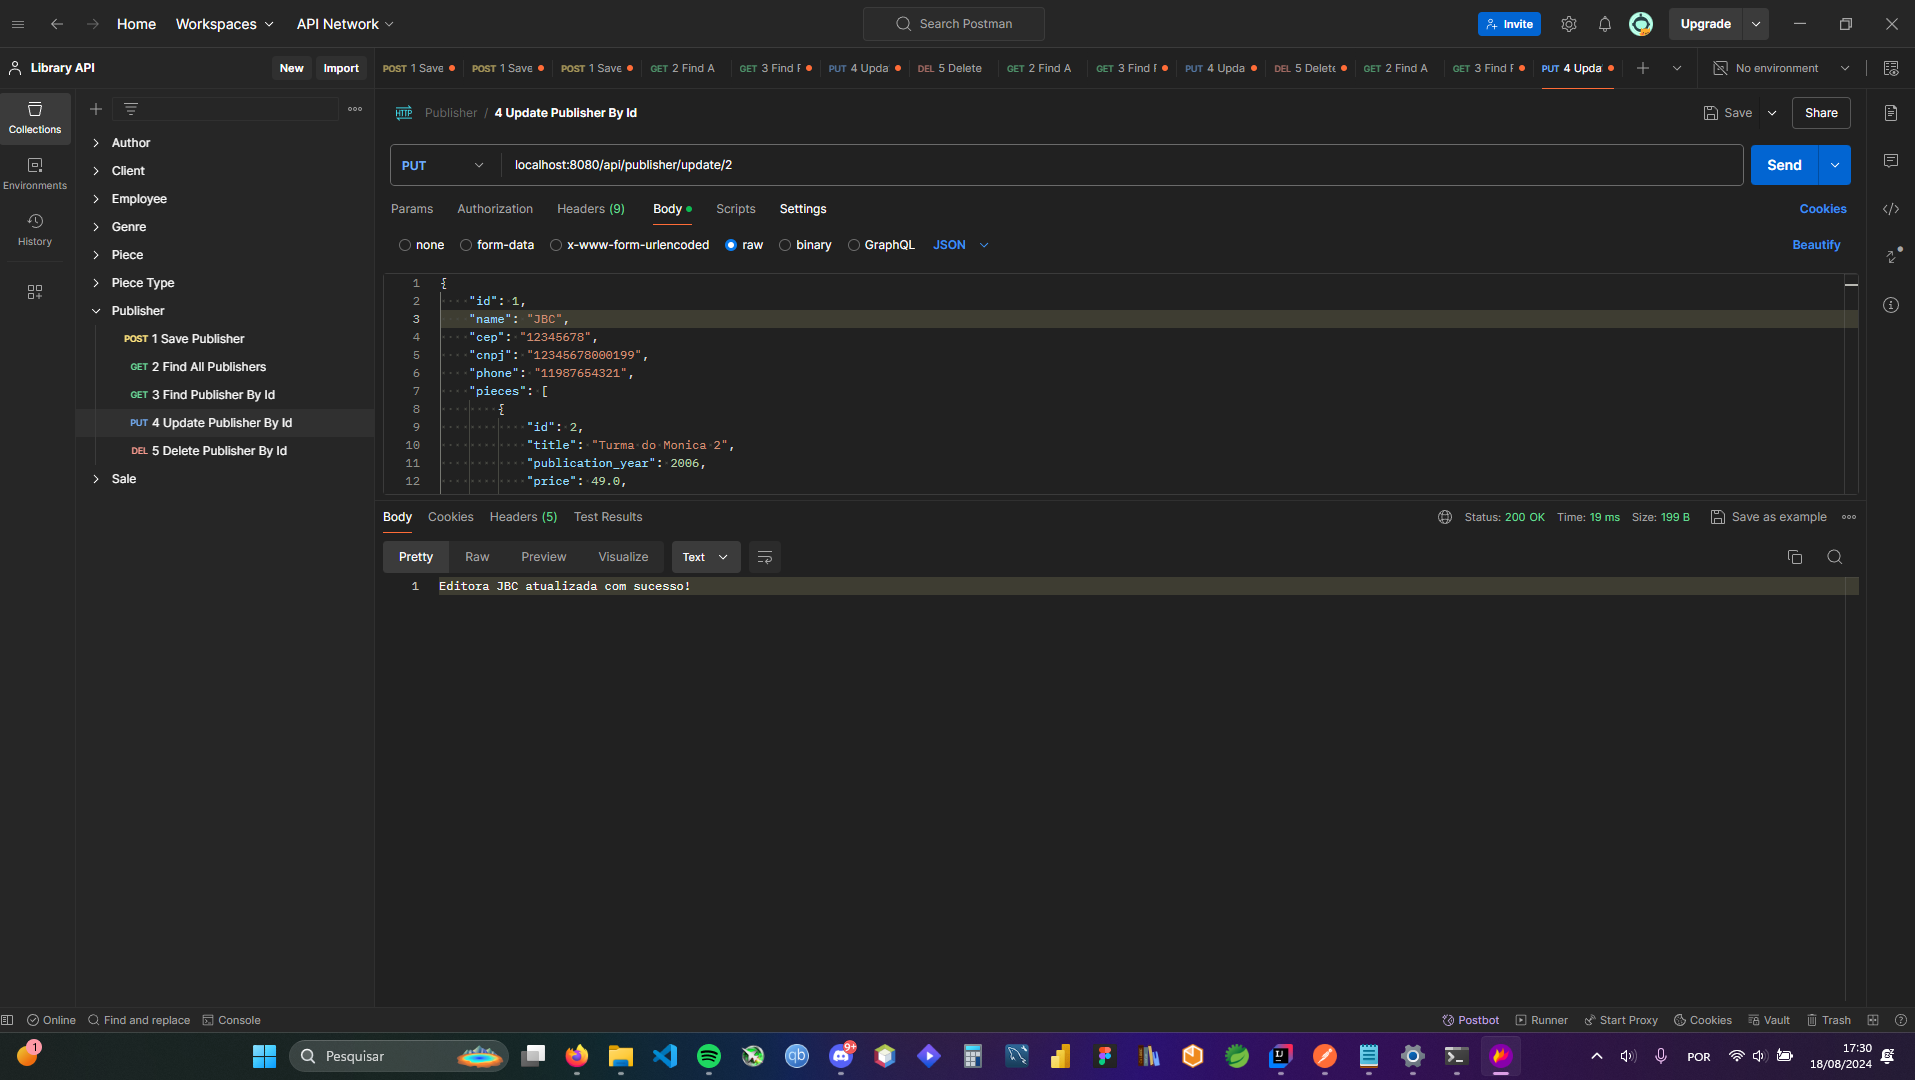 Home Workspaces API Network Search Postman Invite Upgrade
Library API New Import POST 1 Save POST 1 Save POST 1 Save GET 2 Find A GET 3 Find F PUT 4 Upda DEL 5 Delete GET 2 Find A GET 3 Find F PUT 4 Upda DEL 5 Delete GET 2 Find A GET 3 Find F PUT 4 Upda No environment
Collections
Environments
History
Author
Client
Employee
Genre
Piece
Piece Type
Publisher
POST 1 Save Publisher
GET 2 Find All Publishers
GET 3 Find Publisher By Id
PUT 4 Update Publisher By Id
DEL 5 Delete Publisher By Id
Sale
HTTP Publisher / 4 Update Publisher By Id Save Share
PUT localhost:8080/api/publisher/update/2 Send
Params Authorization Headers (9) Body Scripts Settings Cookies
none form-data x-www-form-urlencoded raw binary GraphQL JSON Beautify
1 {
2 "id": 1,
3 "name": "JBC",
4 "cep": "12345678",
5 "cnpj": "12345678000199",
6 "phone": "11987654321",
7 "pieces": [
8 {
9 "id": 2,
10 "title": "Turma do Monica 2",
11 "publication_year": 2006,
12 "price": 49.0,
Body Cookies Headers (5) Test Results Status: 200 OK Time: 19 ms Size: 199 B Save as example
Pretty Raw Preview Visualize Text
1 Editora JBC atualizada com sucesso!
Online Find and replace Console Postbot Runner Start Proxy Cookies Vault Trash
1 Pesquisar qb 9+ POR 17:30
18/08/2024